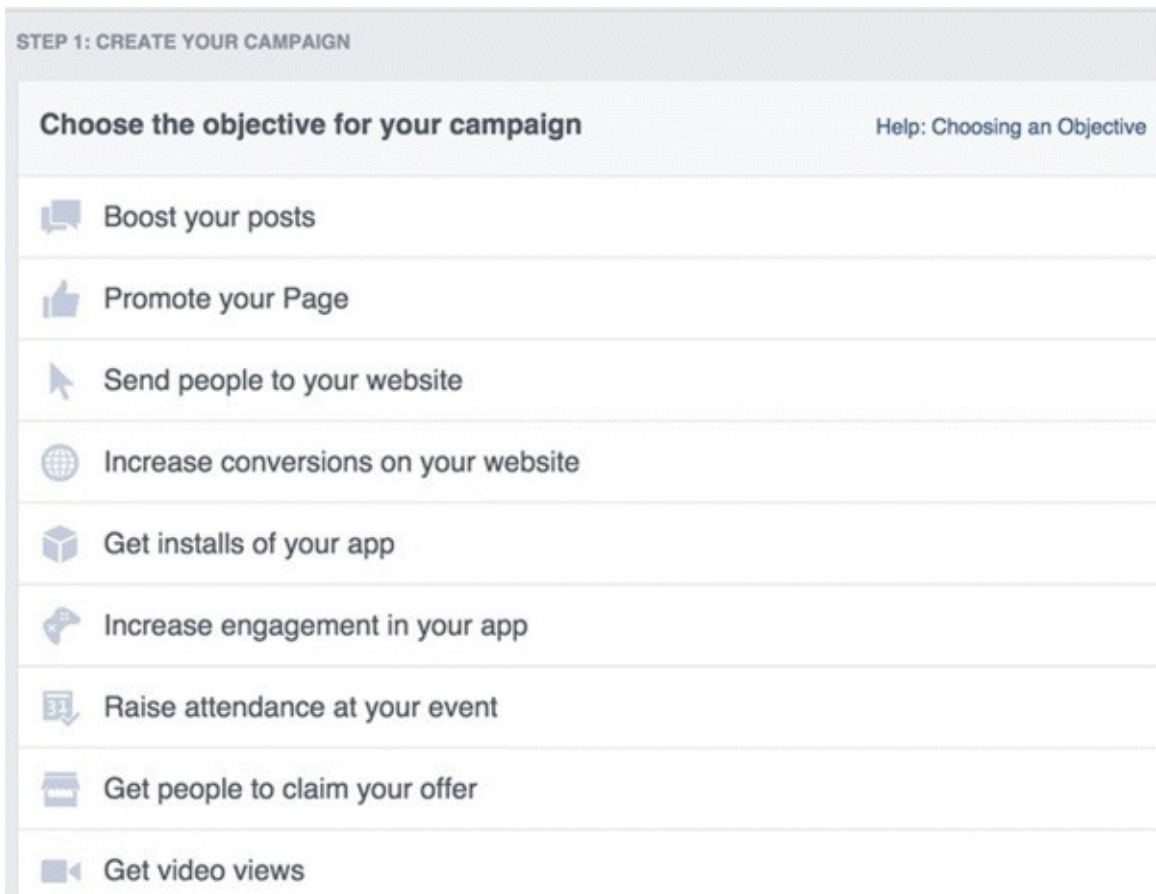 STEP 1: CREATE YOUR CAMPAIGN
Choose the objective for your campaign
Help: Choosing an Objective
Boost your posts
Promote your Page
Send people to your website
Increase conversions on your website
Get installs of your app
Increase engagement in your app
31
Raise attendance at your event
Get people to claim your offer
Get video views